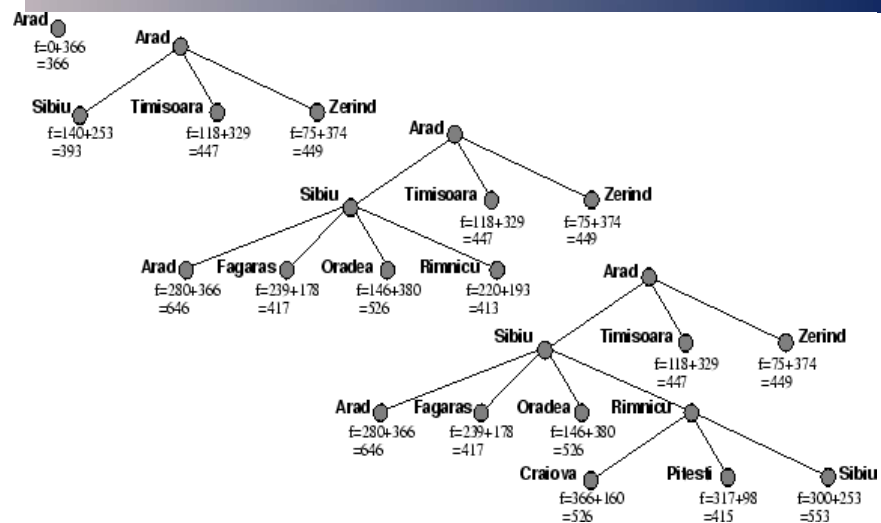 Arad
f=0+366
=366
Arad
Sibiu
f=140+253
=393
Timisoara
f=118+329
=447
Zerind
f=75+374
=449
Arad
Sibiu
Timisoara
f=118+329
=447
Zerind
f=75+374
=449
Arad
f=280+366
=646
Fagaras
f=239+178
=417
Oradea
f=146+380
=526
Rimnicu
f=220+193
=413
Arad
Sibiu
Timisoara
f=118+329
=447
Zerind
f=75+374
=449
Arad
f=280+366
=646
Fagaras
f=239+178
=417
Oradea
f=146+380
=526
Rimnicu
Craiova
f=366+160
=526
Pitesti
f=317+98
=415
Sibiu
f=300+253
=553